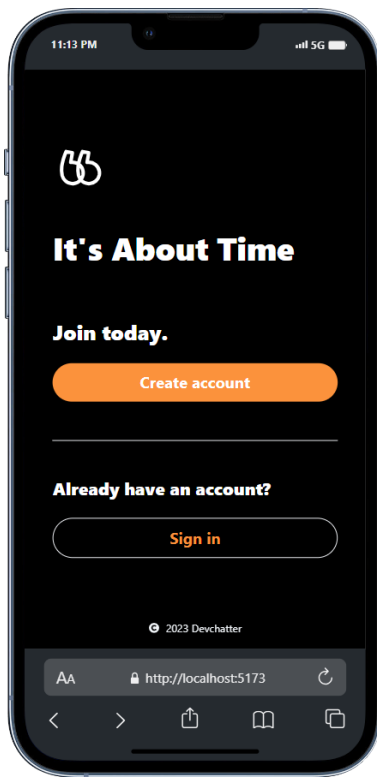 11:13 PM
5G
It's About Time
Join today.
Create account
Already have an account?
Sign in
© 2023 Devchatter
AA
http://localhost:5173